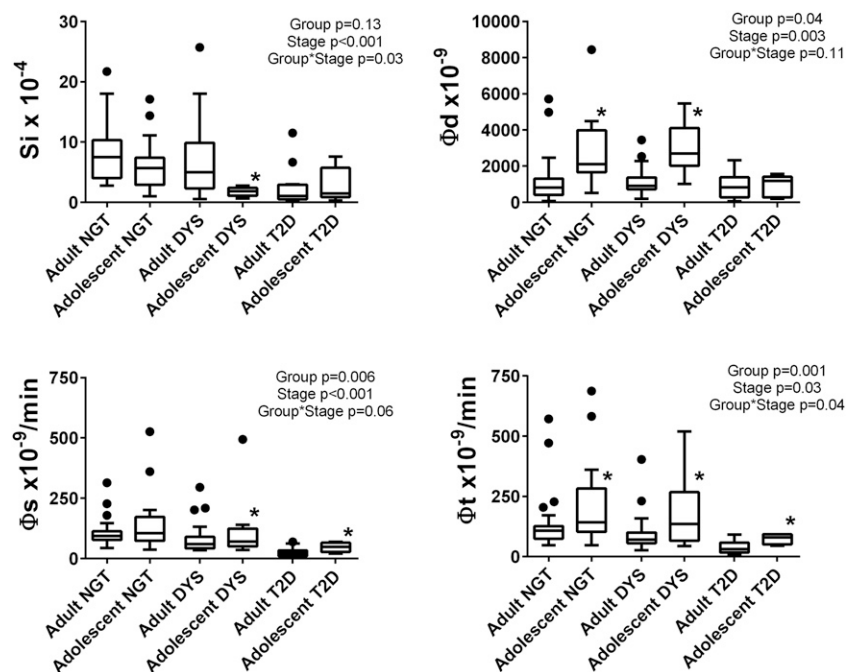 Group p=0.13
Stage p<0.001
Group*Stage p=0.03
Si x 10-4
30
20
10
0
*
Adult NGT
Adolescent NGT
Adult DYS
Adolescent DYS
Adult T2D
Adolescent T2D
Group p=0.04
Stage p=0.003
Group*Stage p=0.11
Φd x10-9
10000
8000
6000
4000
2000
0
*
*
Adult NGT
Adolescent NGT
Adult DYS
Adolescent DYS
Adult T2D
Adolescent T2D
Group p=0.006
Stage p<0.001
Group*Stage p=0.06
Φs x10-9/min
750
500
250
0
*
*
Adult NGT
Adolescent NGT
Adult DYS
Adolescent DYS
Adult T2D
Adolescent T2D
Group p=0.001
Stage p=0.03
Group*Stage p=0.04
Φt x10-9/min
750
500
250
0
*
*
*
Adult NGT
Adolescent NGT
Adult DYS
Adolescent DYS
Adult T2D
Adolescent T2D